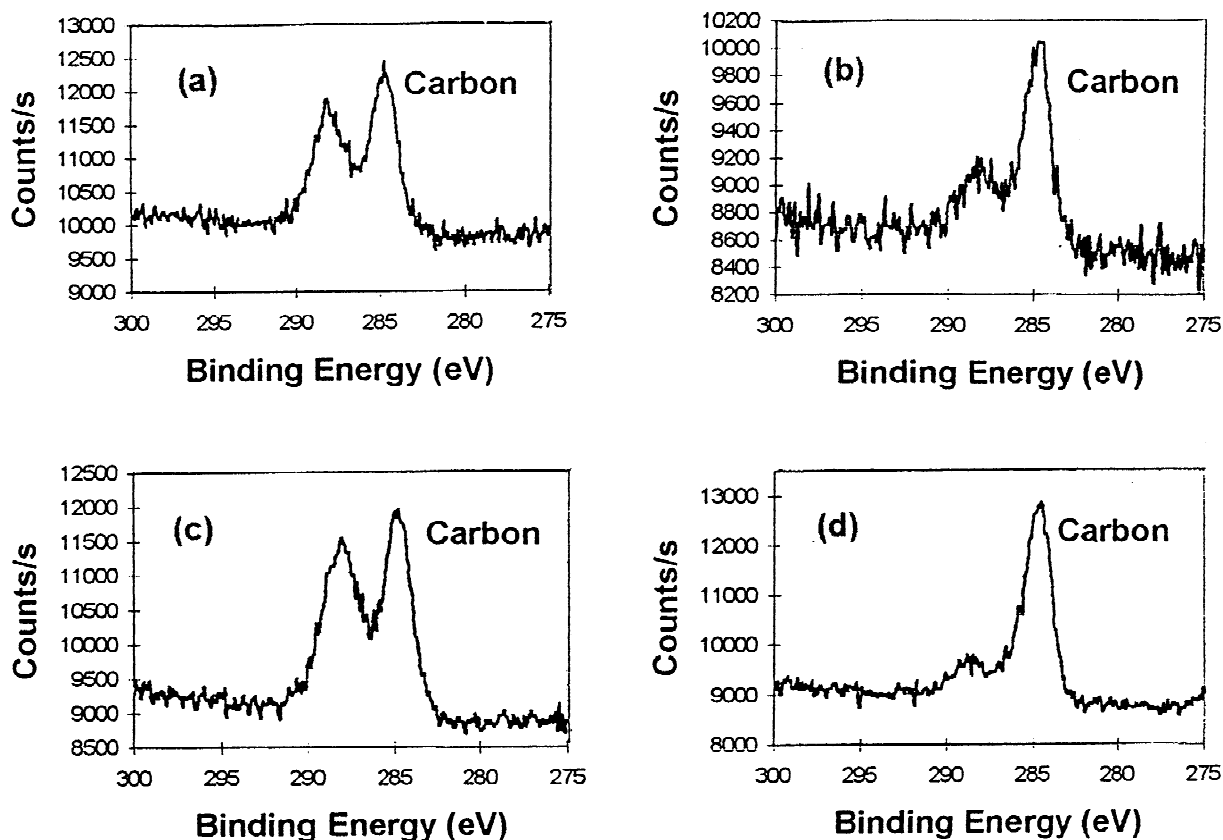 13000
12500
12000
11500
11000
10500
10000
9500
9000
(a)
Carbon
Counts/s
300 295 290 285 280 275
Binding Energy (eV)
10200
10000
9800
9600
9400
9200
9000
8800
8600
8400
8200
(b)
Carbon
Counts/s
300 295 290 285 280 275
Binding Energy (eV)
12500
12000
11500
11000
10500
10000
9500
9000
8500
(c)
Carbon
Counts/s
300 295 290 285 280 275
Binding Energy (eV)
13000
12000
11000
10000
9000
8000
(d)
Carbon
Counts/s
300 295 290 285 280 275
Binding Energy (eV)